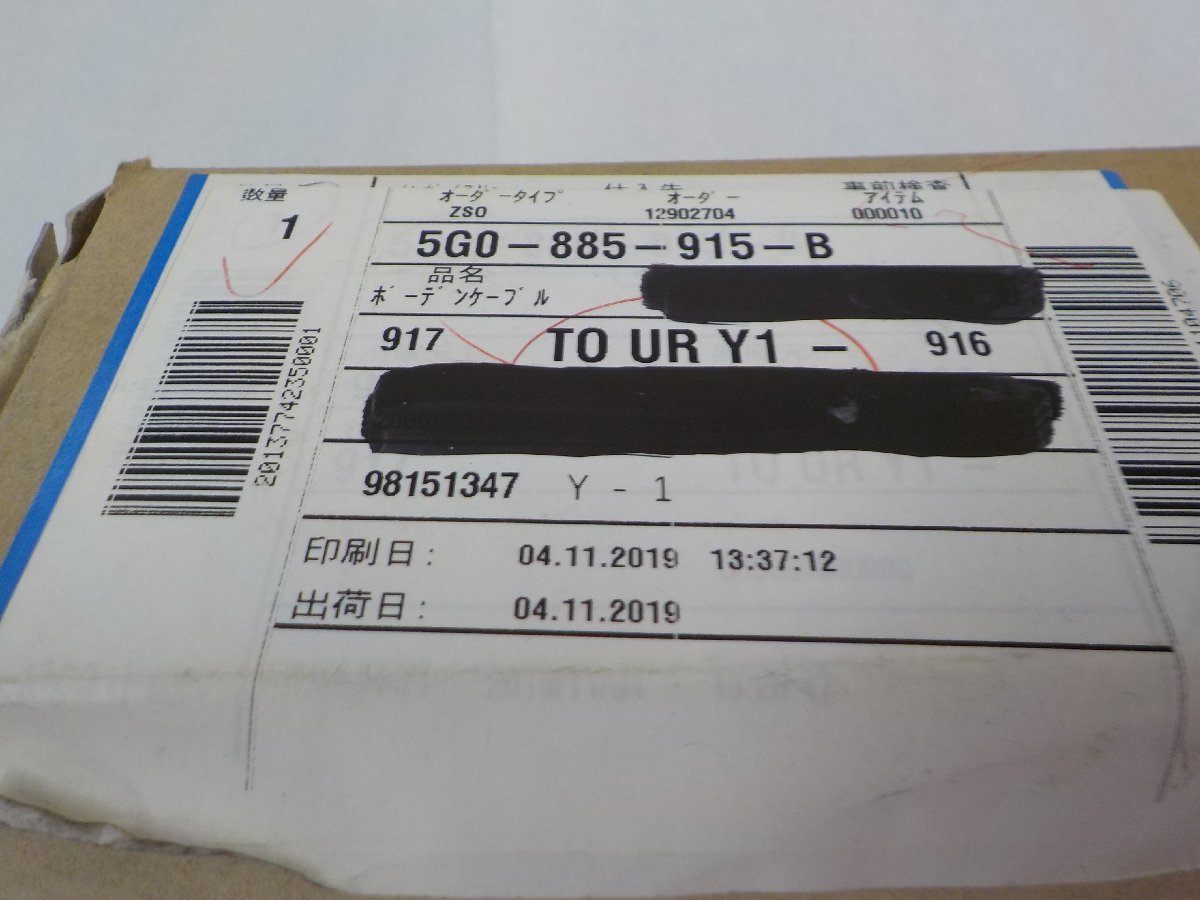 数量
1
オーダータイプ オーダー アイテム
ZSO 12902704 000010
5G0-885-915-B
品名
ボーデンケーブル
917 TO UR Y1 - 916
98151347 Y - 1
印刷日: 04.11.2019 13:37:12
出荷日: 04.11.2019
00137742350001